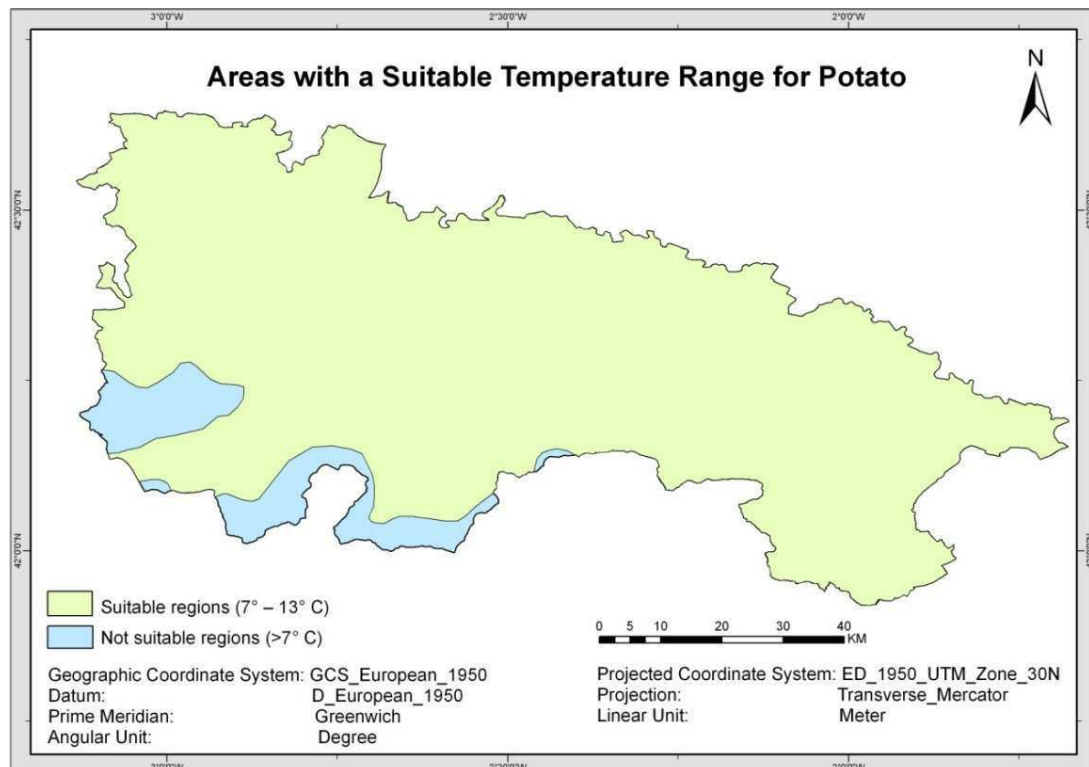 3°0'0"W 2°30'0"W 2°0'0"W
Areas with a Suitable Temperature Range for Potato
N
42°30'0"N
42°0'0"N 42°0'0"N
Suitable regions (7° – 13° C)
Not suitable regions (>7° C)
0 5 10 20 30 40
KM
Geographic Coordinate System: GCS_European_1950
Datum: D_European_1950
Prime Meridian: Greenwich
Angular Unit: Degree
Projected Coordinate System: ED_1950_UTM_Zone_30N
Projection: Transverse_Mercator
Linear Unit: Meter